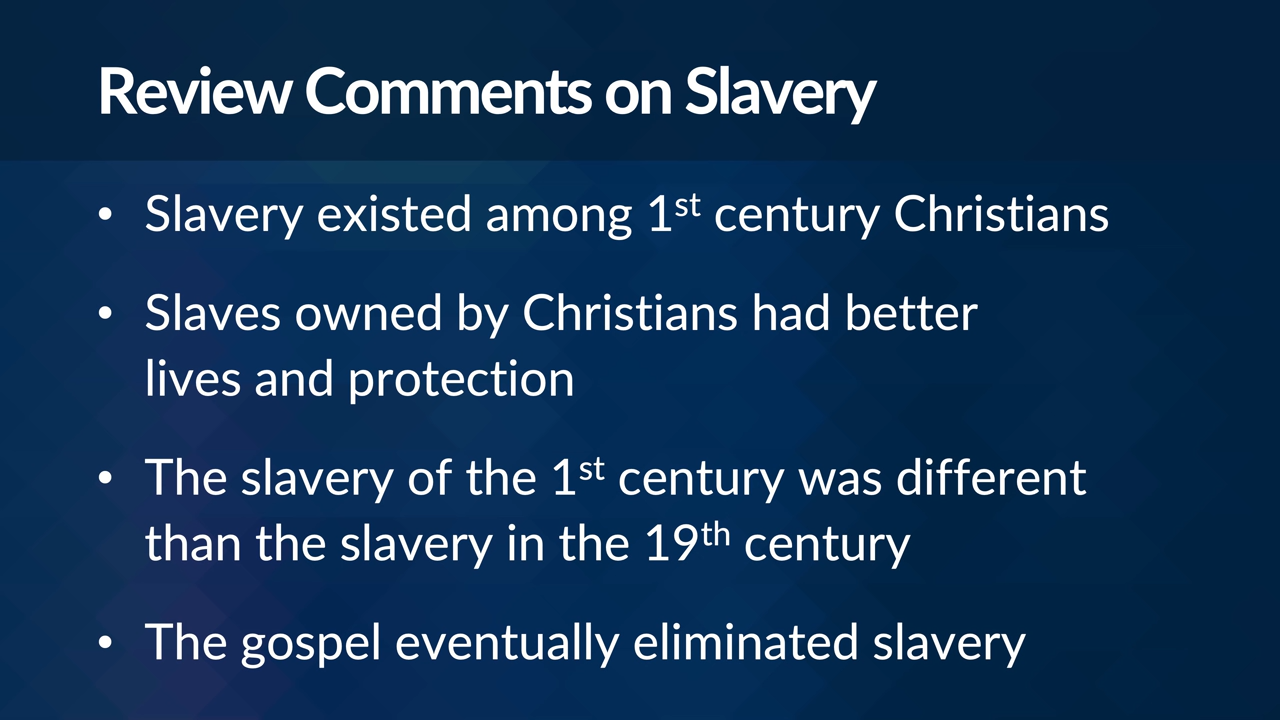 Review Comments on Slavery
• Slavery existed among 1st century Christians
• Slaves owned by Christians had better
lives and protection
• The slavery of the 1st century was different
than the slavery in the 19th century
• The gospel eventually eliminated slavery